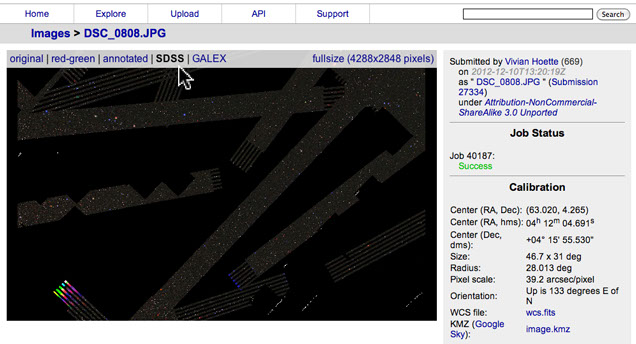 Home Explore Upload API Support Search
Images > DSC_0808.JPG
original | red-green | annotated | SDSS | GALEX fullsize (4288x2848 pixels)
Submitted by Vivian Hoette (669)
on 2012-12-10T13:20:19Z
as " DSC_0808.JPG " (Submission
27334)
under Attribution-NonCommercial-
ShareAlike 3.0 Unported
Job Status
Job 40187:
Success
Calibration
Center (RA, Dec): (63.020, 4.265)
Center (RA, hms): 04h 12m 04.691s
Center (Dec,
dms): +04° 15' 55.530"
Size: 46.7 x 31 deg
Radius: 28.013 deg
Pixel scale: 39.2 arcsec/pixel
Orientation: Up is 133 degrees E of
N
WCS file: wcs.fits
KMZ (Google
Sky): image.kmz